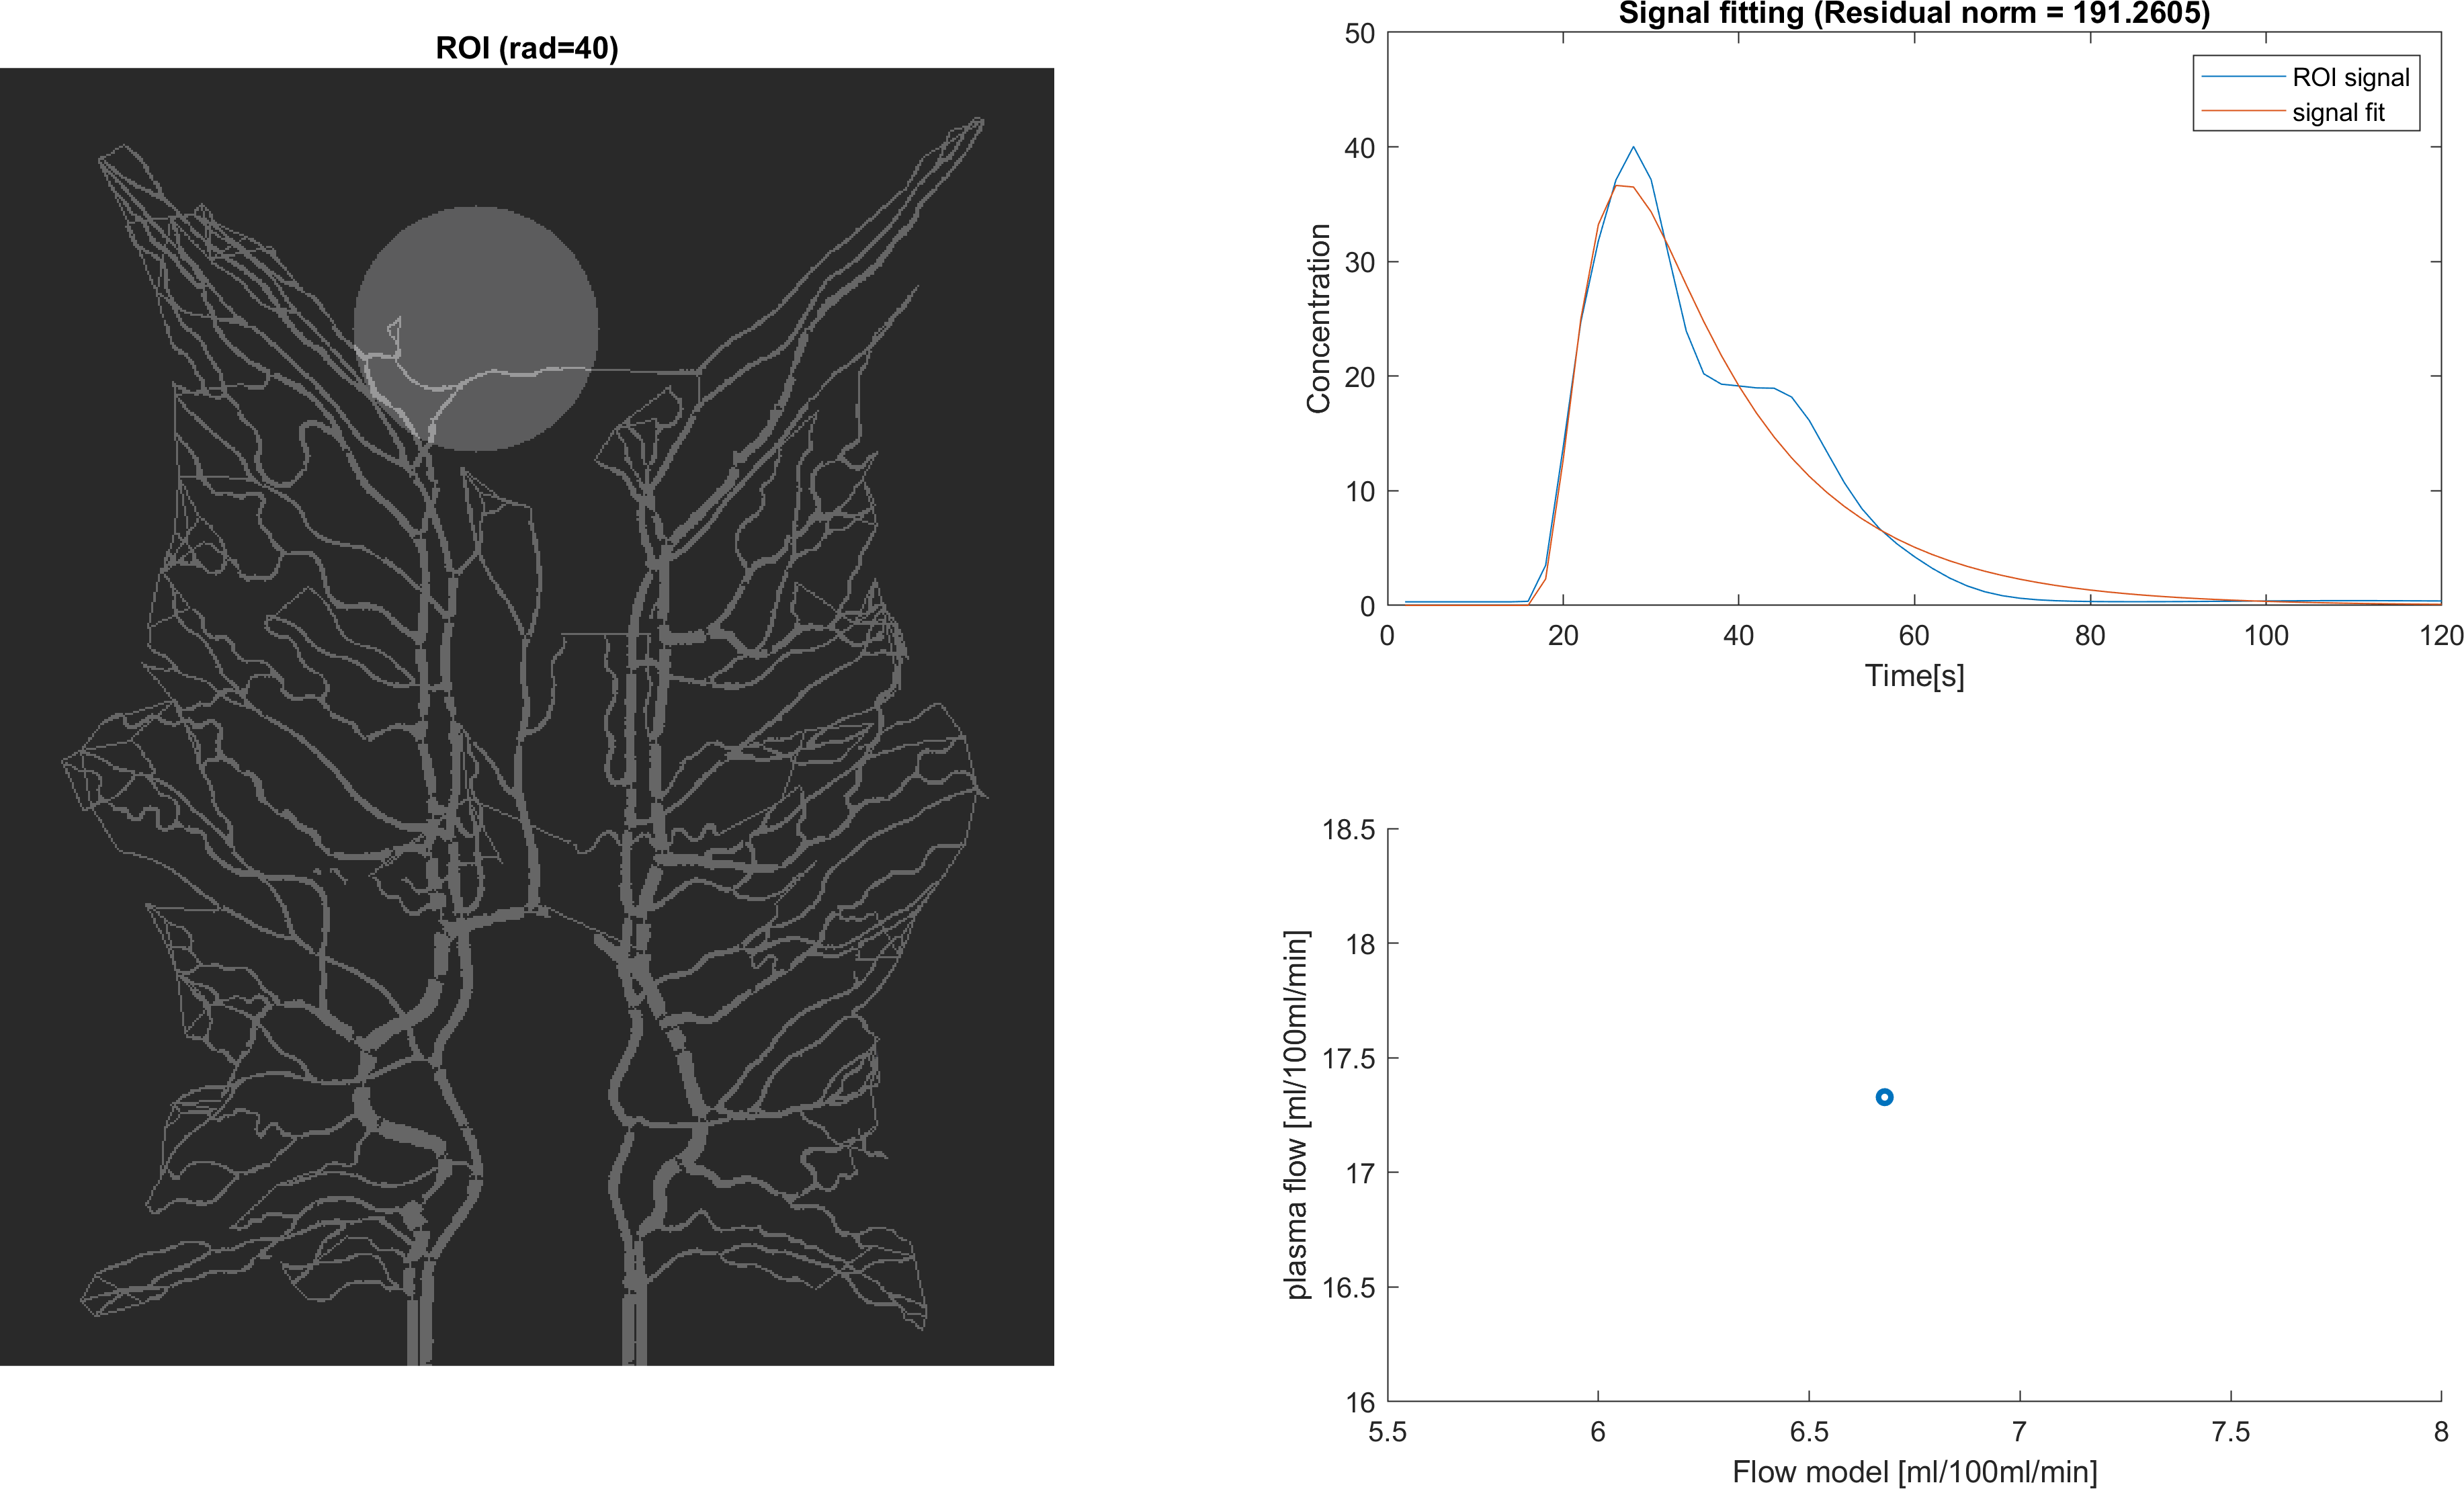 ROI (rad=40)
Signal fitting (Residual norm = 191.2605)
50
40
30
20
10
0
Concentration
ROI signal
signal fit
0 20 40 60 80 100 120
Time[s]
18.5
18
17.5
17
16.5
16
plasma flow [ml/100ml/min]
5.5 6 6.5 7 7.5 8
Flow model [ml/100ml/min]